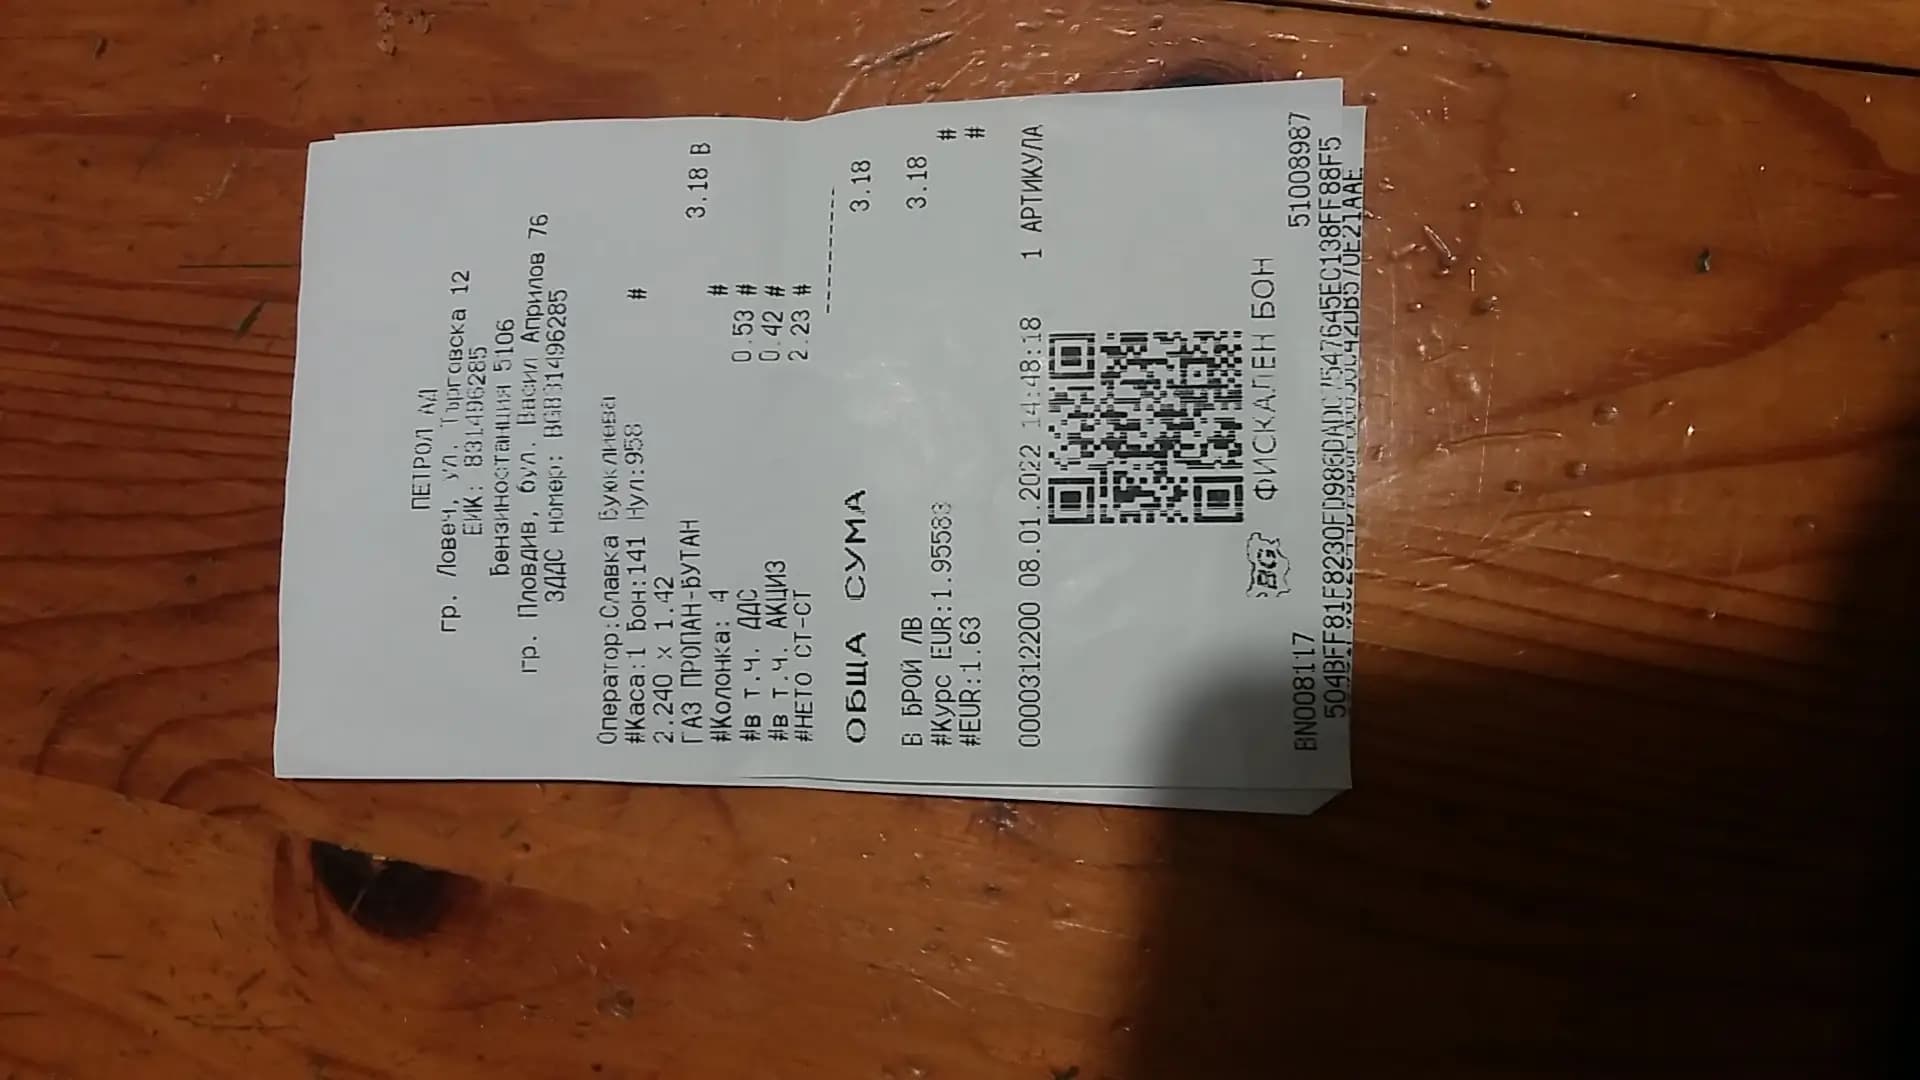 ПЕТРОЛ АД
гр. Ловеч, ул. Търговска 12
ЕИК: 831496285
Бензиностанция 5106
гр. Пловдив, бул. Васил Априлов 76
ЗДДС номер: BG831496285
Оператор:Славка Буюклиева #
#Каса:1 Бон:141 Нул:958
2.240 x 1.42
ГАЗ ПРОПАН-БУТАН 3.18 В
#Колонка: 4 #
#в т.ч. ДДС 0.53 #
#в т.ч. АКЦИЗ 0.42 #
#НЕТО СТ-СТ 2.23 #
----------
ОБЩА СУМА 3.18
В БРОЙ ЛВ 3.18
#Курс EUR:1.95583 #
#EUR:1.63 #
0000312200 08.01.2022 14:48:18 1 АРТИКУЛА
BG ФИСКАЛЕН БОН
BN008117 51008987